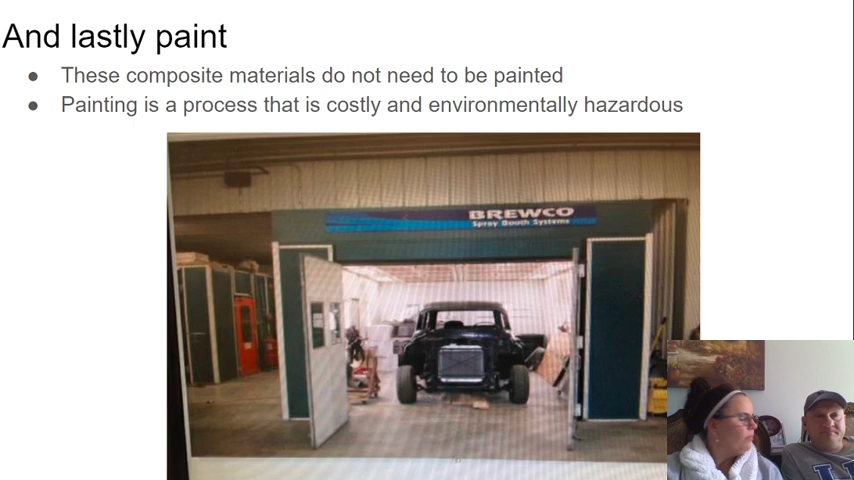 And lastly paint
● These composite materials do not need to be painted
● Painting is a process that is costly and environmentally hazardous
BREWCO
Spray Booth Systems